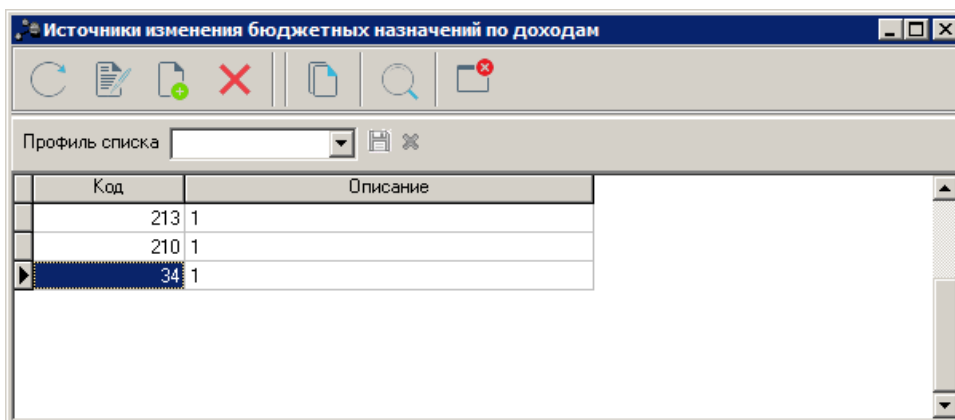 Источники изменения бюджетных назначений по доходам
Профиль списка
Код Описание
213 1
210 1
34 1